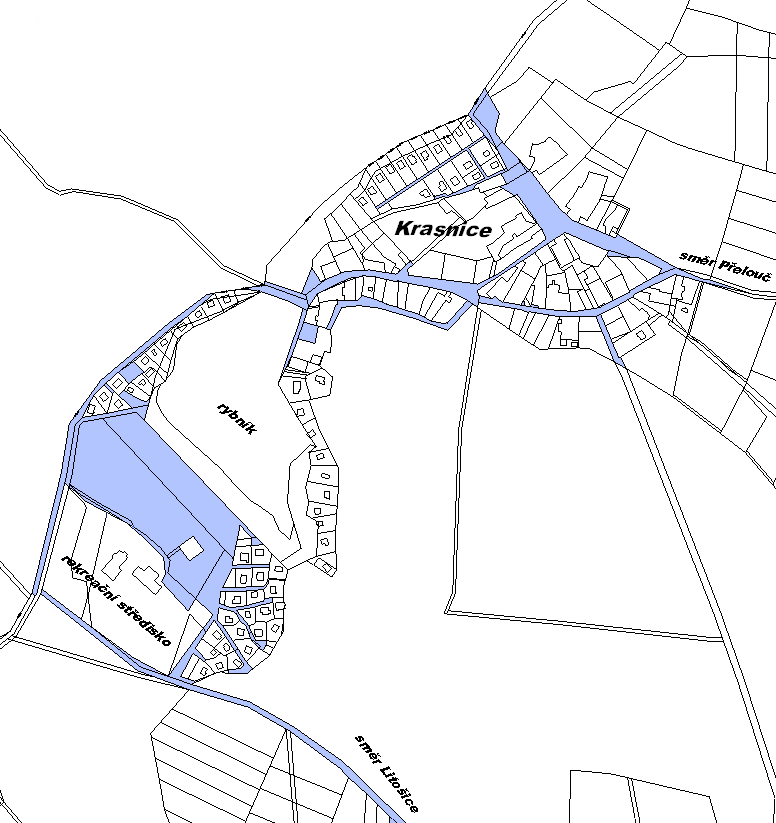 Krasnice
směr Přelouč
rybník
rekreační středisko
směr Litošice